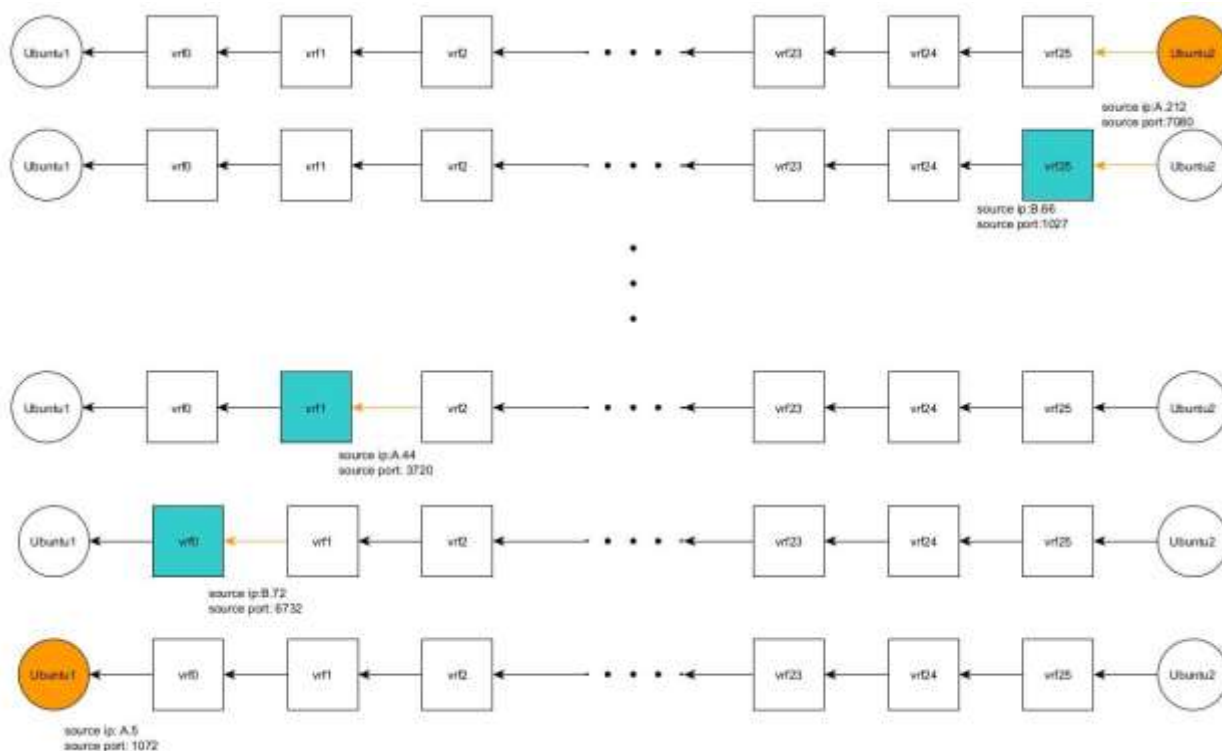 Ubuntu1 vrf0 vrf1 vrf2 vrf23 vrf24 vrf25 Ubuntu2
source ip:A.212
source port:7080
Ubuntu1 vrf0 vrf1 vrf2 vrf23 vrf24 vrf25 Ubuntu2
source ip:B.66
source port:1027
Ubuntu1 vrf0 vrf1 vrf2 vrf23 vrf24 vrf25 Ubuntu2
source ip:A.44
source port: 3720
Ubuntu1 vrf0 vrf1 vrf2 vrf23 vrf24 vrf25 Ubuntu2
source ip:B.72
source port: 6732
Ubuntu1 vrf0 vrf1 vrf2 vrf23 vrf24 vrf25 Ubuntu2
source ip: A.5
source port: 1072